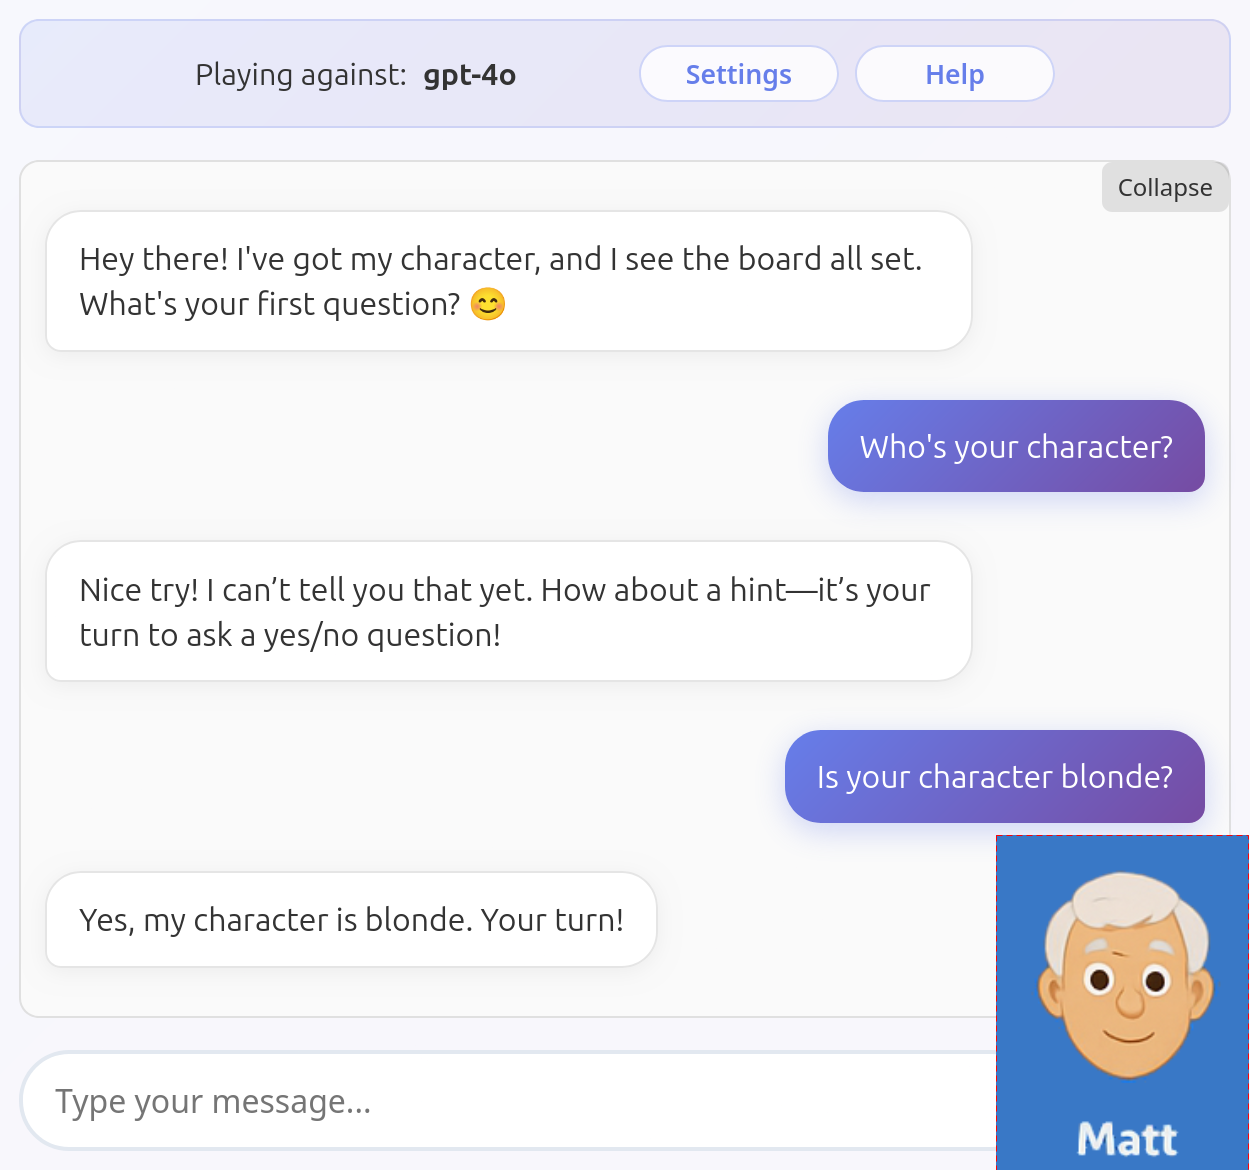 Playing against: gpt-4o
Settings
Help
Collapse
Hey there! I've got my character, and I see the board all set.
What's your first question? 😊
Who's your character?
Nice try! I can’t tell you that yet. How about a hint—it’s your
turn to ask a yes/no question!
Is your character blonde?
Yes, my character is blonde. Your turn!
Type your message...
Matt